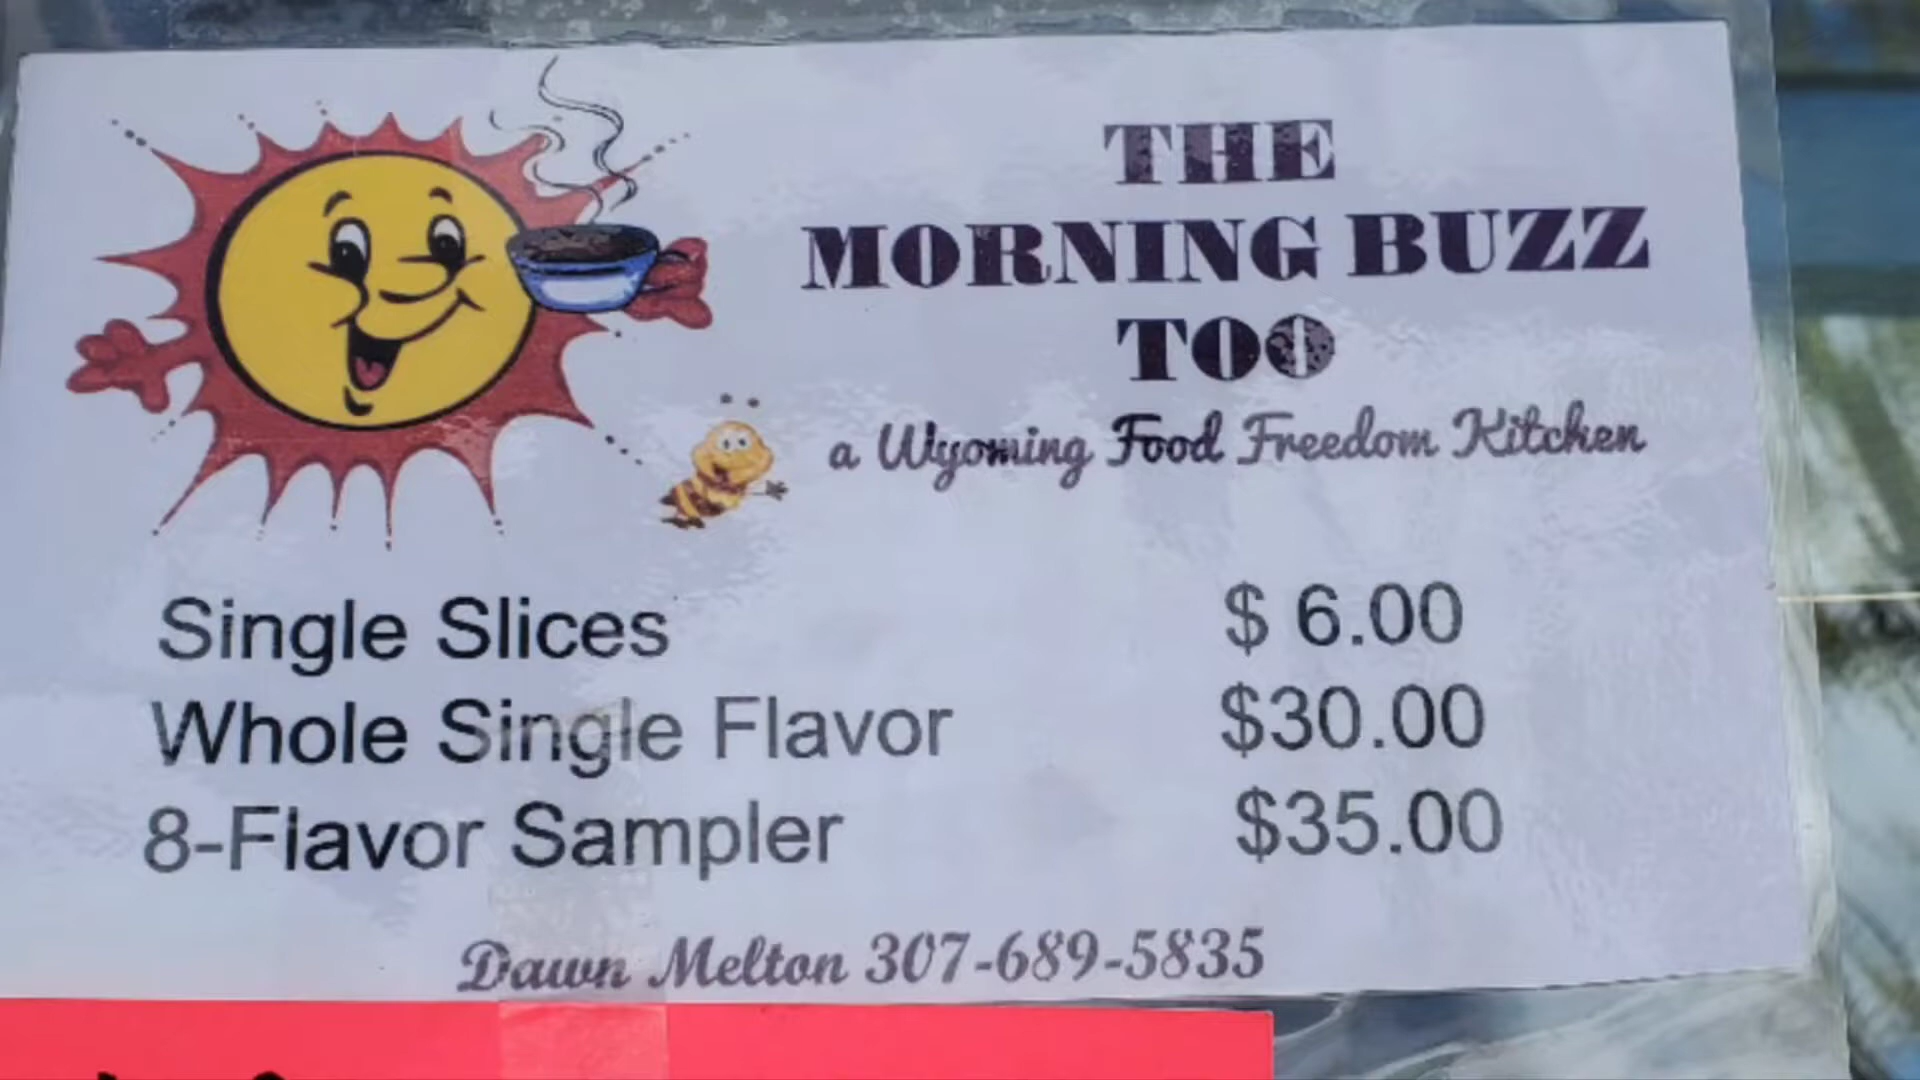 THE
MORNING BUZZ
TOO
a Wyoming Food Freedom Kitchen
Single Slices $ 6.00
Whole Single Flavor $30.00
8-Flavor Sampler $35.00
Dawn Melton 307-689-5835